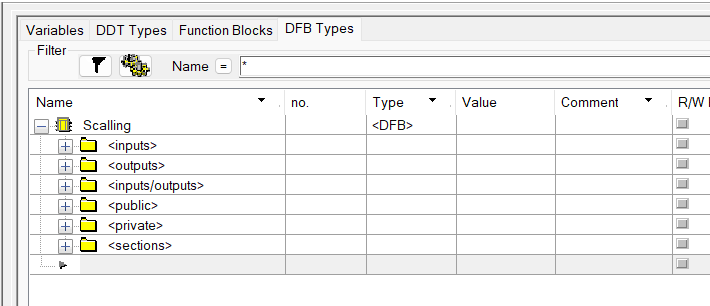 Variables DDT Types Function Blocks DFB Types
Filter
Name = *
Name no. Type Value Comment R/W
Scalling <DFB>
<inputs>
<outputs>
<inputs/outputs>
<public>
<private>
<sections>